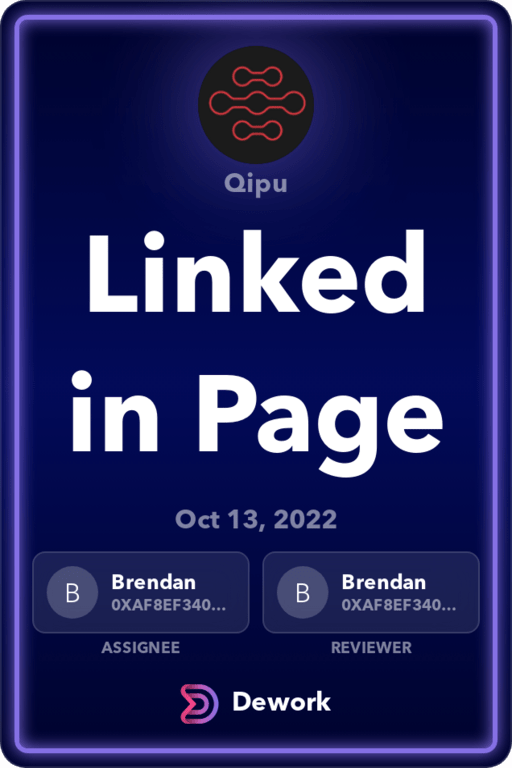 Qipu
Linked
in Page
Oct 13, 2022
B
Brendan
0XAF8EF340...
ASSIGNEE
B
Brendan
0XAF8EF340...
REVIEWER
Dework